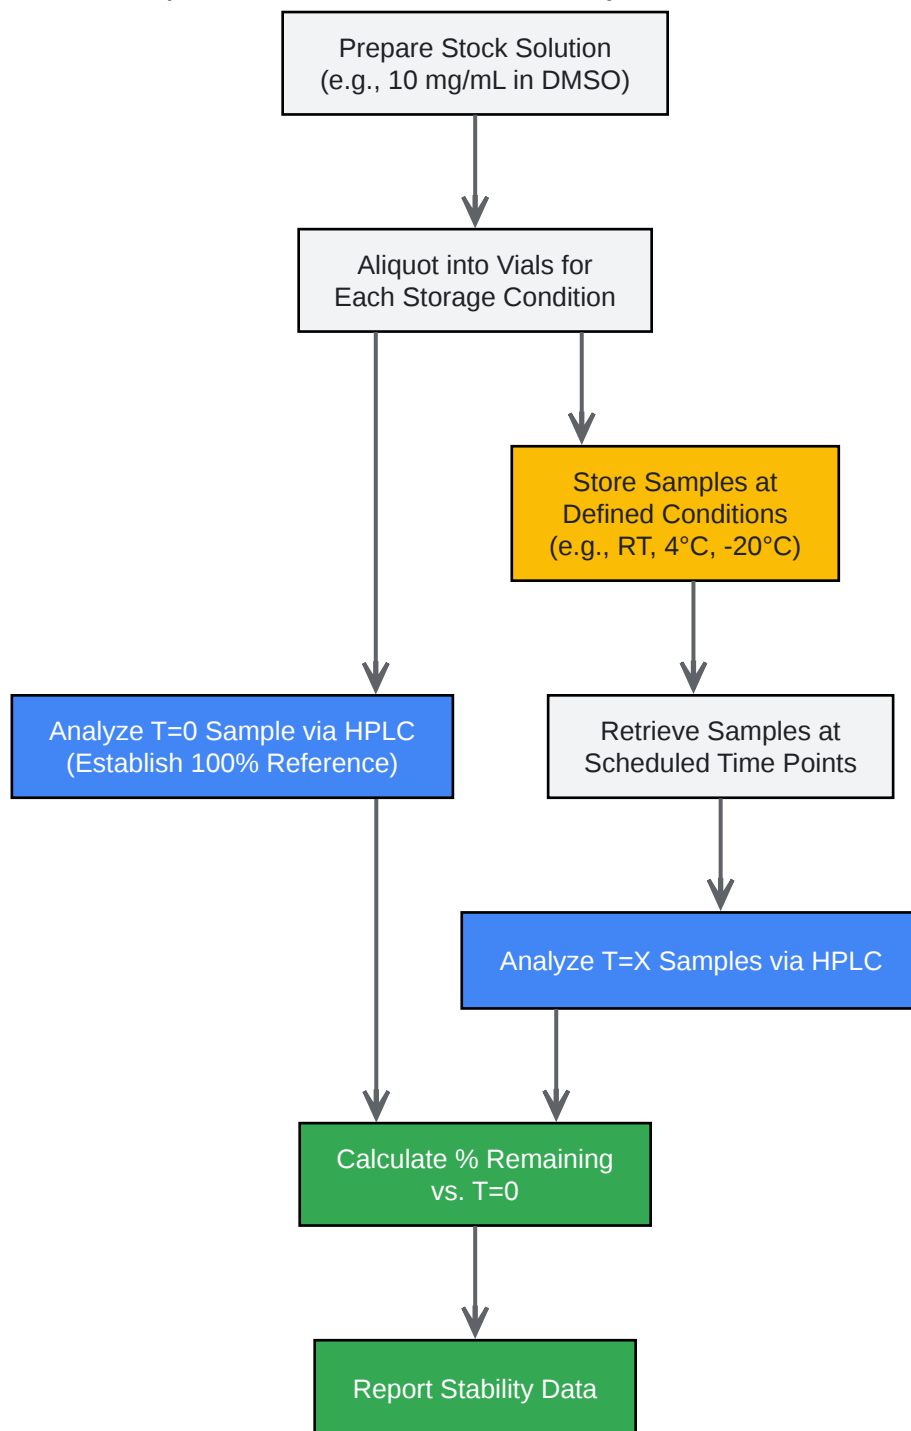 Prepare Stock Solution
(e.g., 10 mg/mL in DMSO)
Aliquot into Vials for
Each Storage Condition
Store Samples at
Defined Conditions
(e.g., RT, 4°C, -20°C)
Analyze T=0 Sample via HPLC
(Establish 100% Reference)
Retrieve Samples at
Scheduled Time Points
Analyze T=X Samples via HPLC
Calculate % Remaining
vs. T=0
Report Stability Data